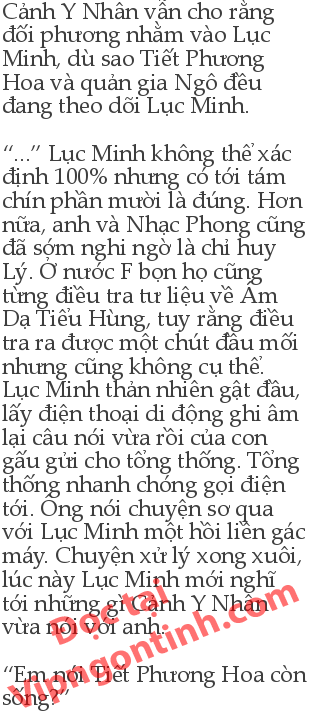 Cảnh Y Nhân vẫn cho rằng
đối phương nhằm vào Lục
Minh, dù sao Tiết Phương
Hoa và quản gia Ngô đều
đang theo dõi Lục Minh.
“...” Lục Minh không thể xác
định 100% nhưng có tới tám
chín phần mười là đúng. Hơn
nữa, anh và Nhạc Phong cũng
đã sớm nghi ngờ là chỉ huy
Lý. Ở nước F bọn họ cũng
từng điều tra tư liệu về Ám
Dạ Tiểu Hùng, tuy rằng điều
tra ra được một chút đầu mối
nhưng cũng không cụ thể.
Lục Minh thản nhiên gật đầu,
lấy điện thoại di động ghi âm
lại câu nói vừa rồi của con
gấu gửi cho tổng thống. Tổng
thống nhanh chóng gọi điện
tới. Ông nói chuyện sơ qua
với Lục Minh một hồi liền gác
máy. Chuyện xử lý xong xuôi,
lúc này Lục Minh mới nghĩ
tới những gì Cảnh Y Nhân
vừa nói với anh.
“Em nói Tiết Phương Hoa còn
sống?”
Đọc tại
Vipngontinh.com